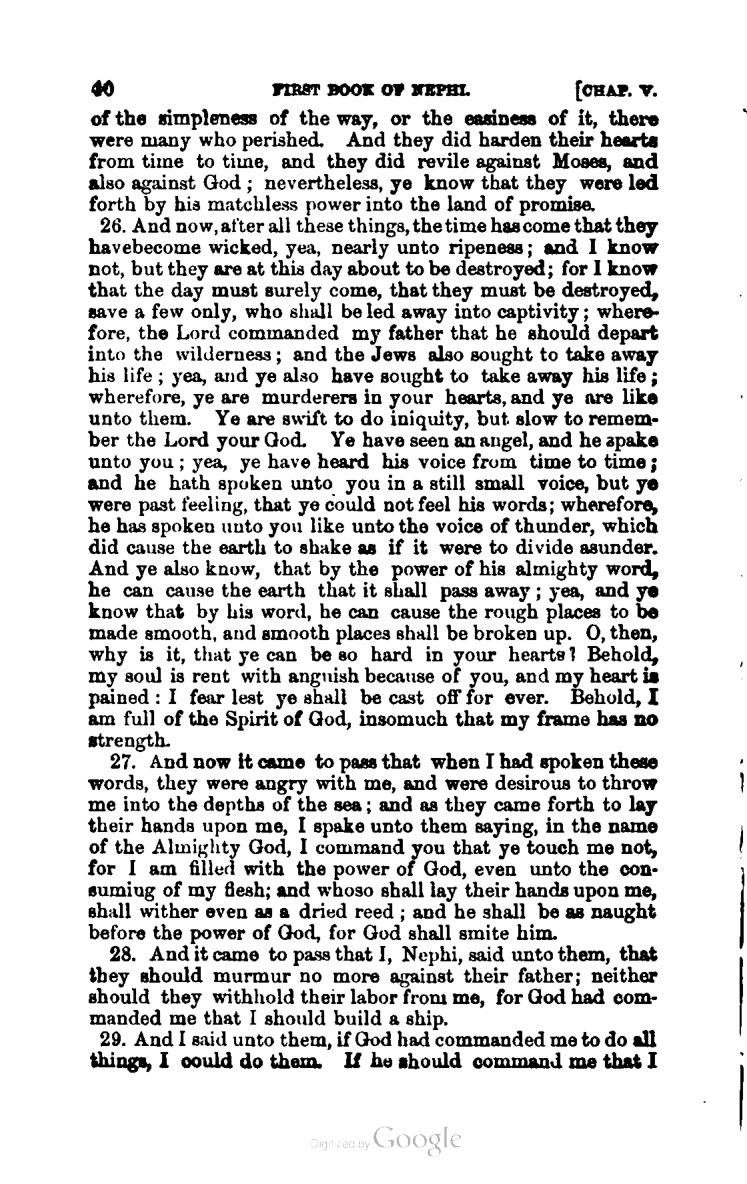 40 FIRST BOOK OF NEPHI. [CHAP. V.
of the simpleness of the way, or the easiness of it, there
were many who perished. And they did harden their hearts
from time to time, and they did revile against Moses, and
also against God ; nevertheless, ye know that they were led
forth by his matchless power into the land of promise.
26. And now, after all these things, the time has come that they
havebecome wicked, yea, nearly unto ripeness; and I know
not, but they are at this day about to be destroyed; for I know
that the day must surely come, that they must be destroyed,
save a few only, who shall be led away into captivity; where-
fore, the Lord commanded my father that he should depart
into the wilderness; and the Jews also sought to take away
his life ; yea, and ye also have sought to take away his life ;
wherefore, ye are murderers in your hearts, and ye are like
unto them. Ye are swift to do iniquity, but slow to remem-
ber the Lord your God. Ye have seen an angel, and he spake
unto you ; yea, ye have heard his voice from time to time;
and he hath spoken unto you in a still small voice, but ye
were past feeling, that ye could not feel his words; wherefore,
he has spoken unto you like unto the voice of thunder, which
did cause the earth to shake as if it were to divide asunder.
And ye also know, that by the power of his almighty word,
he can cause the earth that it shall pass away ; yea, and ye
know that by his word, he can cause the rough places to be
made smooth, and smooth places shall be broken up. O, then,
why is it, that ye can be so hard in your hearts? Behold,
my soul is rent with anguish because of you, and my heart is
pained : I fear lest ye shall be cast off for ever. Behold, I
am full of the Spirit of God, insomuch that my frame has no
strength.
27. And now it came to pass that when I had spoken these
words, they were angry with me, and were desirous to throw
me into the depths of the sea; and as they came forth to lay
their hands upon me, I spake unto them saying, in the name
of the Almighty God, I command you that ye touch me not,
for I am filled with the power of God, even unto the con-
suming of my flesh; and whoso shall lay their hands upon me,
shall wither even as a dried reed ; and he shall be as naught
before the power of God, for God shall smite him.
28. And it came to pass that I, Nephi, said unto them, that
they should murmur no more against their father; neither
should they withhold their labor from me, for God had com-
manded me that I should build a ship.
29. And I said unto them, if God had commanded me to do all
things, I could do them. If he should command me that I
Digitized by Google